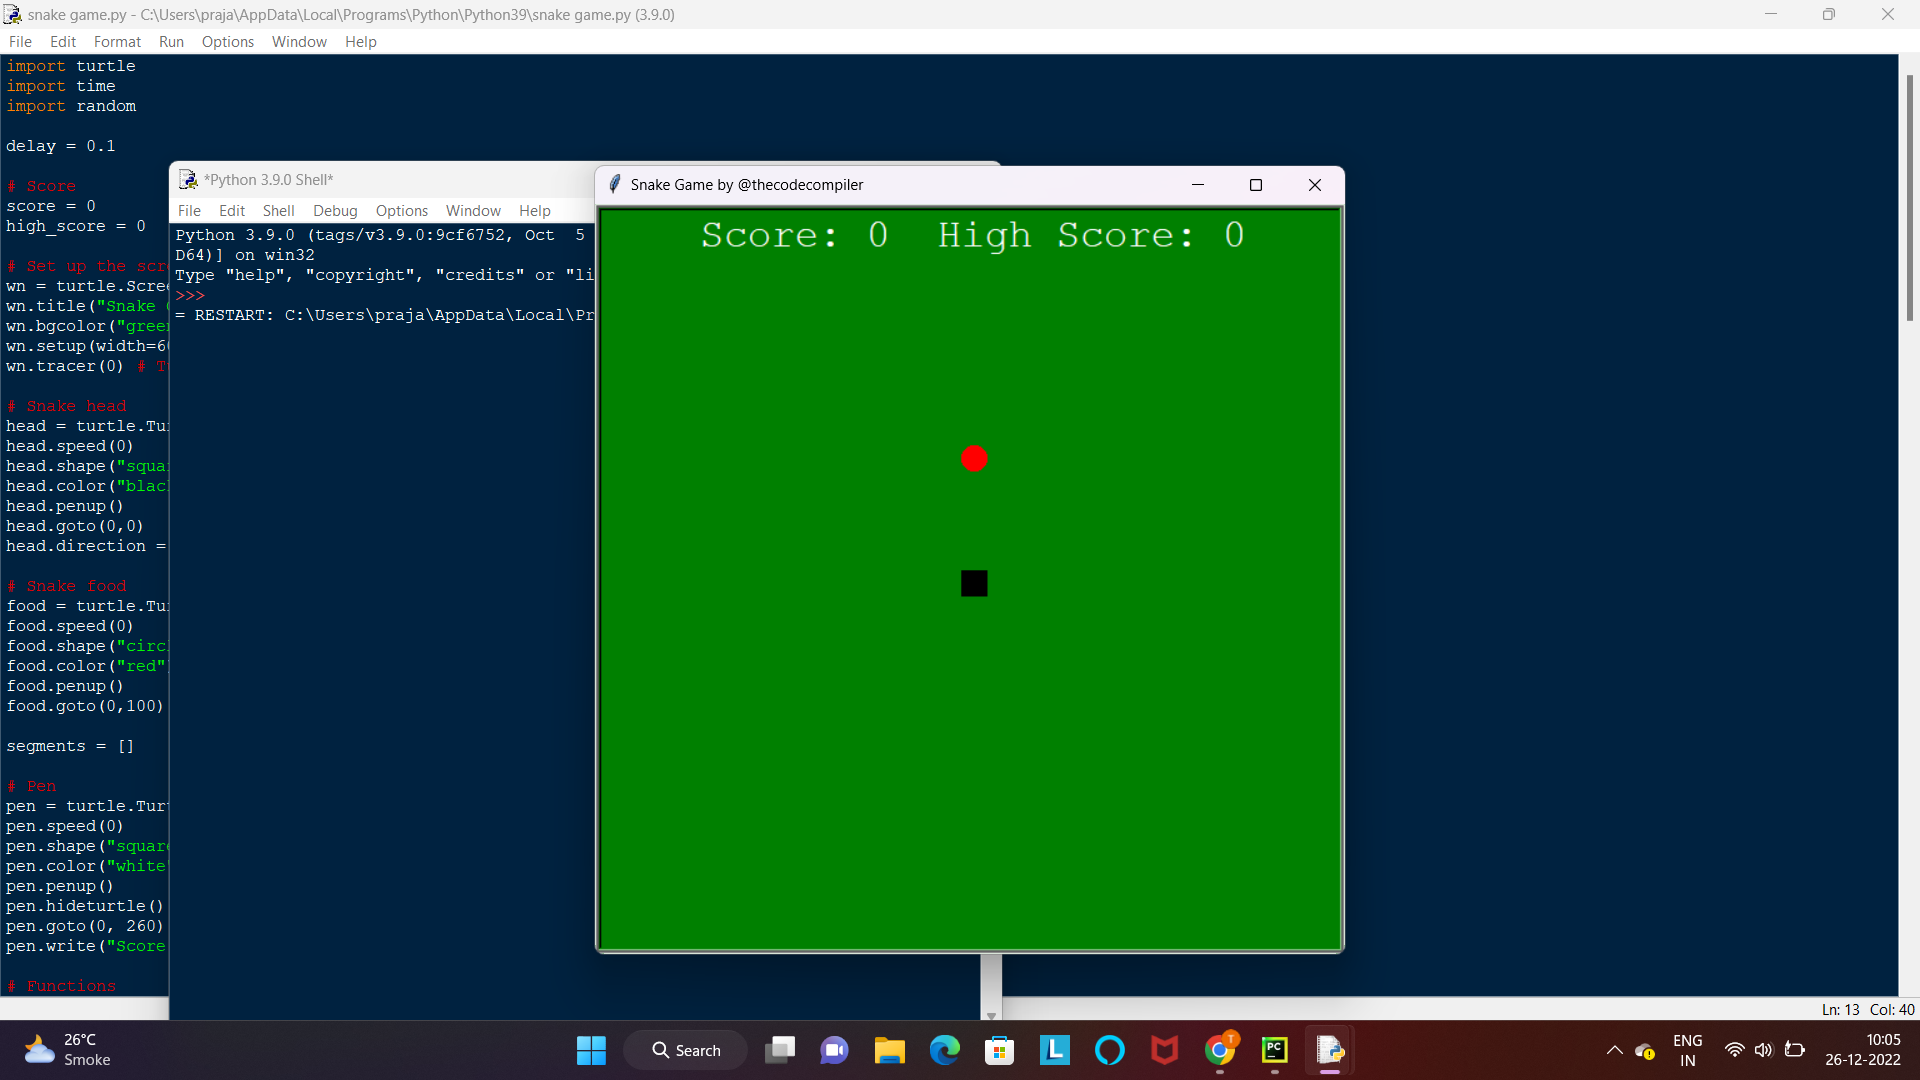 snake game.py - C:\Users\praja\AppData\Local\Programs\Python\Python39\snake game.py (3.9.0)
File Edit Format Run Options Window Help
import turtle
import time
import random
delay = 0.1
# Score
score = 0
high_score = 0
# Set up the scre
wn = turtle.Scree
wn.title("Snake
wn.bgcolor("gree
wn.setup(width=6
wn.tracer(0) # T
# Snake head
head = turtle.Tu
head.speed(0)
head.shape("squa
head.color("blac
head.penup()
head.goto(0,0)
head.direction =
# Snake food
food = turtle.Tu
food.speed(0)
food.shape("circ
food.color("red"
food.penup()
food.goto(0,100)
segments = []
# Pen
pen = turtle.Tur
pen.speed(0)
pen.shape("squar
pen.color("white
pen.penup()
pen.hideturtle()
pen.goto(0, 260)
pen.write("Score
# Functions
*Python 3.9.0 Shell*
File Edit Shell Debug Options Window Help
Python 3.9.0 (tags/v3.9.0:9cf6752, Oct  5
D64)] on win32
Type "help", "copyright", "credits" or "li
>>>
= RESTART: C:\Users\praja\AppData\Local\Pr
Snake Game by @thecodecompiler
Score: 0  High Score: 0
Ln: 13 Col: 40
26°C
Smoke
Search
L
T
PC
ENG
IN
10:05
26-12-2022